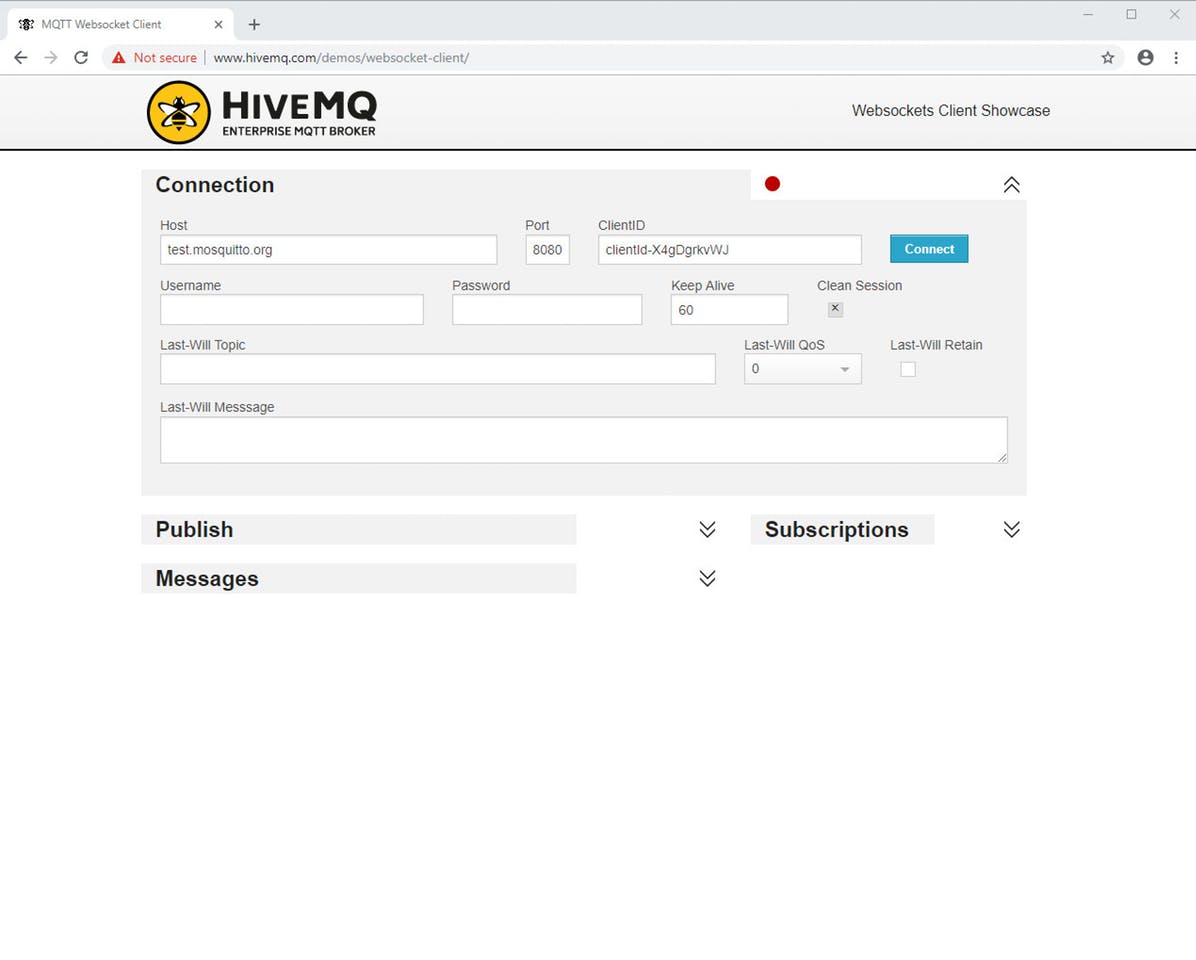 MQTT Websocket Client
Not secure www.hivemq.com/demos/websocket-client/
HIVEMQ
ENTERPRISE MQTT BROKER
Websockets Client Showcase
Connection
Host Port ClientID
test.mosquitto.org 8080 clientId-X4gDgrkvWJ Connect
Username Password Keep Alive Clean Session
60
Last-Will Topic Last-Will QoS Last-Will Retain
0
Last-Will Messsage
Publish Subscriptions
Messages